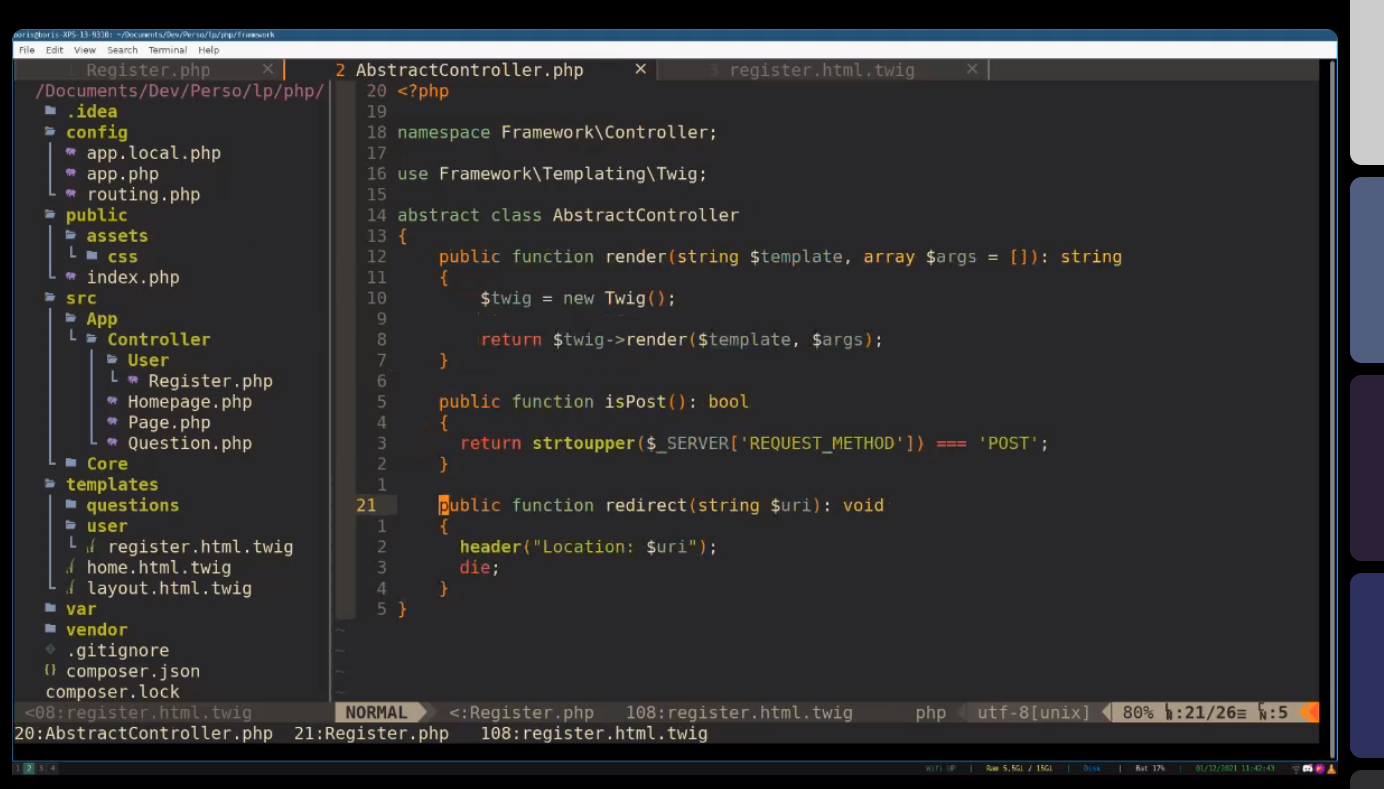 boris@boris-XPS-13-9310: ~/Documents/Dev/Perso/lp/php/framework
File Edit View Search Terminal Help
1 Register.php × 2 AbstractController.php × 3 register.html.twig ×
/Documents/Dev/Perso/lp/php/
.idea
config
app.local.php
app.php
routing.php
public
assets
css
index.php
src
App
Controller
User
Register.php
Homepage.php
Page.php
Question.php
Core
templates
questions
user
register.html.twig
home.html.twig
layout.html.twig
var
vendor
.gitignore
{} composer.json
composer.lock
20 <?php
19
18 namespace Framework\Controller;
17
16 use Framework\Templating\Twig;
15
14 abstract class AbstractController
13 {
12     public function render(string $template, array $args = []): string
11     {
10         $twig = new Twig();
9
8         return $twig->render($template, $args);
7     }
6
5     public function isPost(): bool
4     {
3       return strtoupper($_SERVER['REQUEST_METHOD']) === 'POST';
2     }
1
21     public function redirect(string $uri): void
1     {
2       header("Location: $uri");
3       die;
4     }
5 }
~
~
~
~
<08:register.html.twig NORMAL <:Register.php 108:register.html.twig php utf-8[unix] 80% ㏑:21/26≡ ℅:5
20:AbstractController.php 21:Register.php 108:register.html.twig
1 2 3 4 WiFi UP | Ram 5,5Gi / 15Gi | Disk | Bat 17% | 01/12/2021 11:42:43